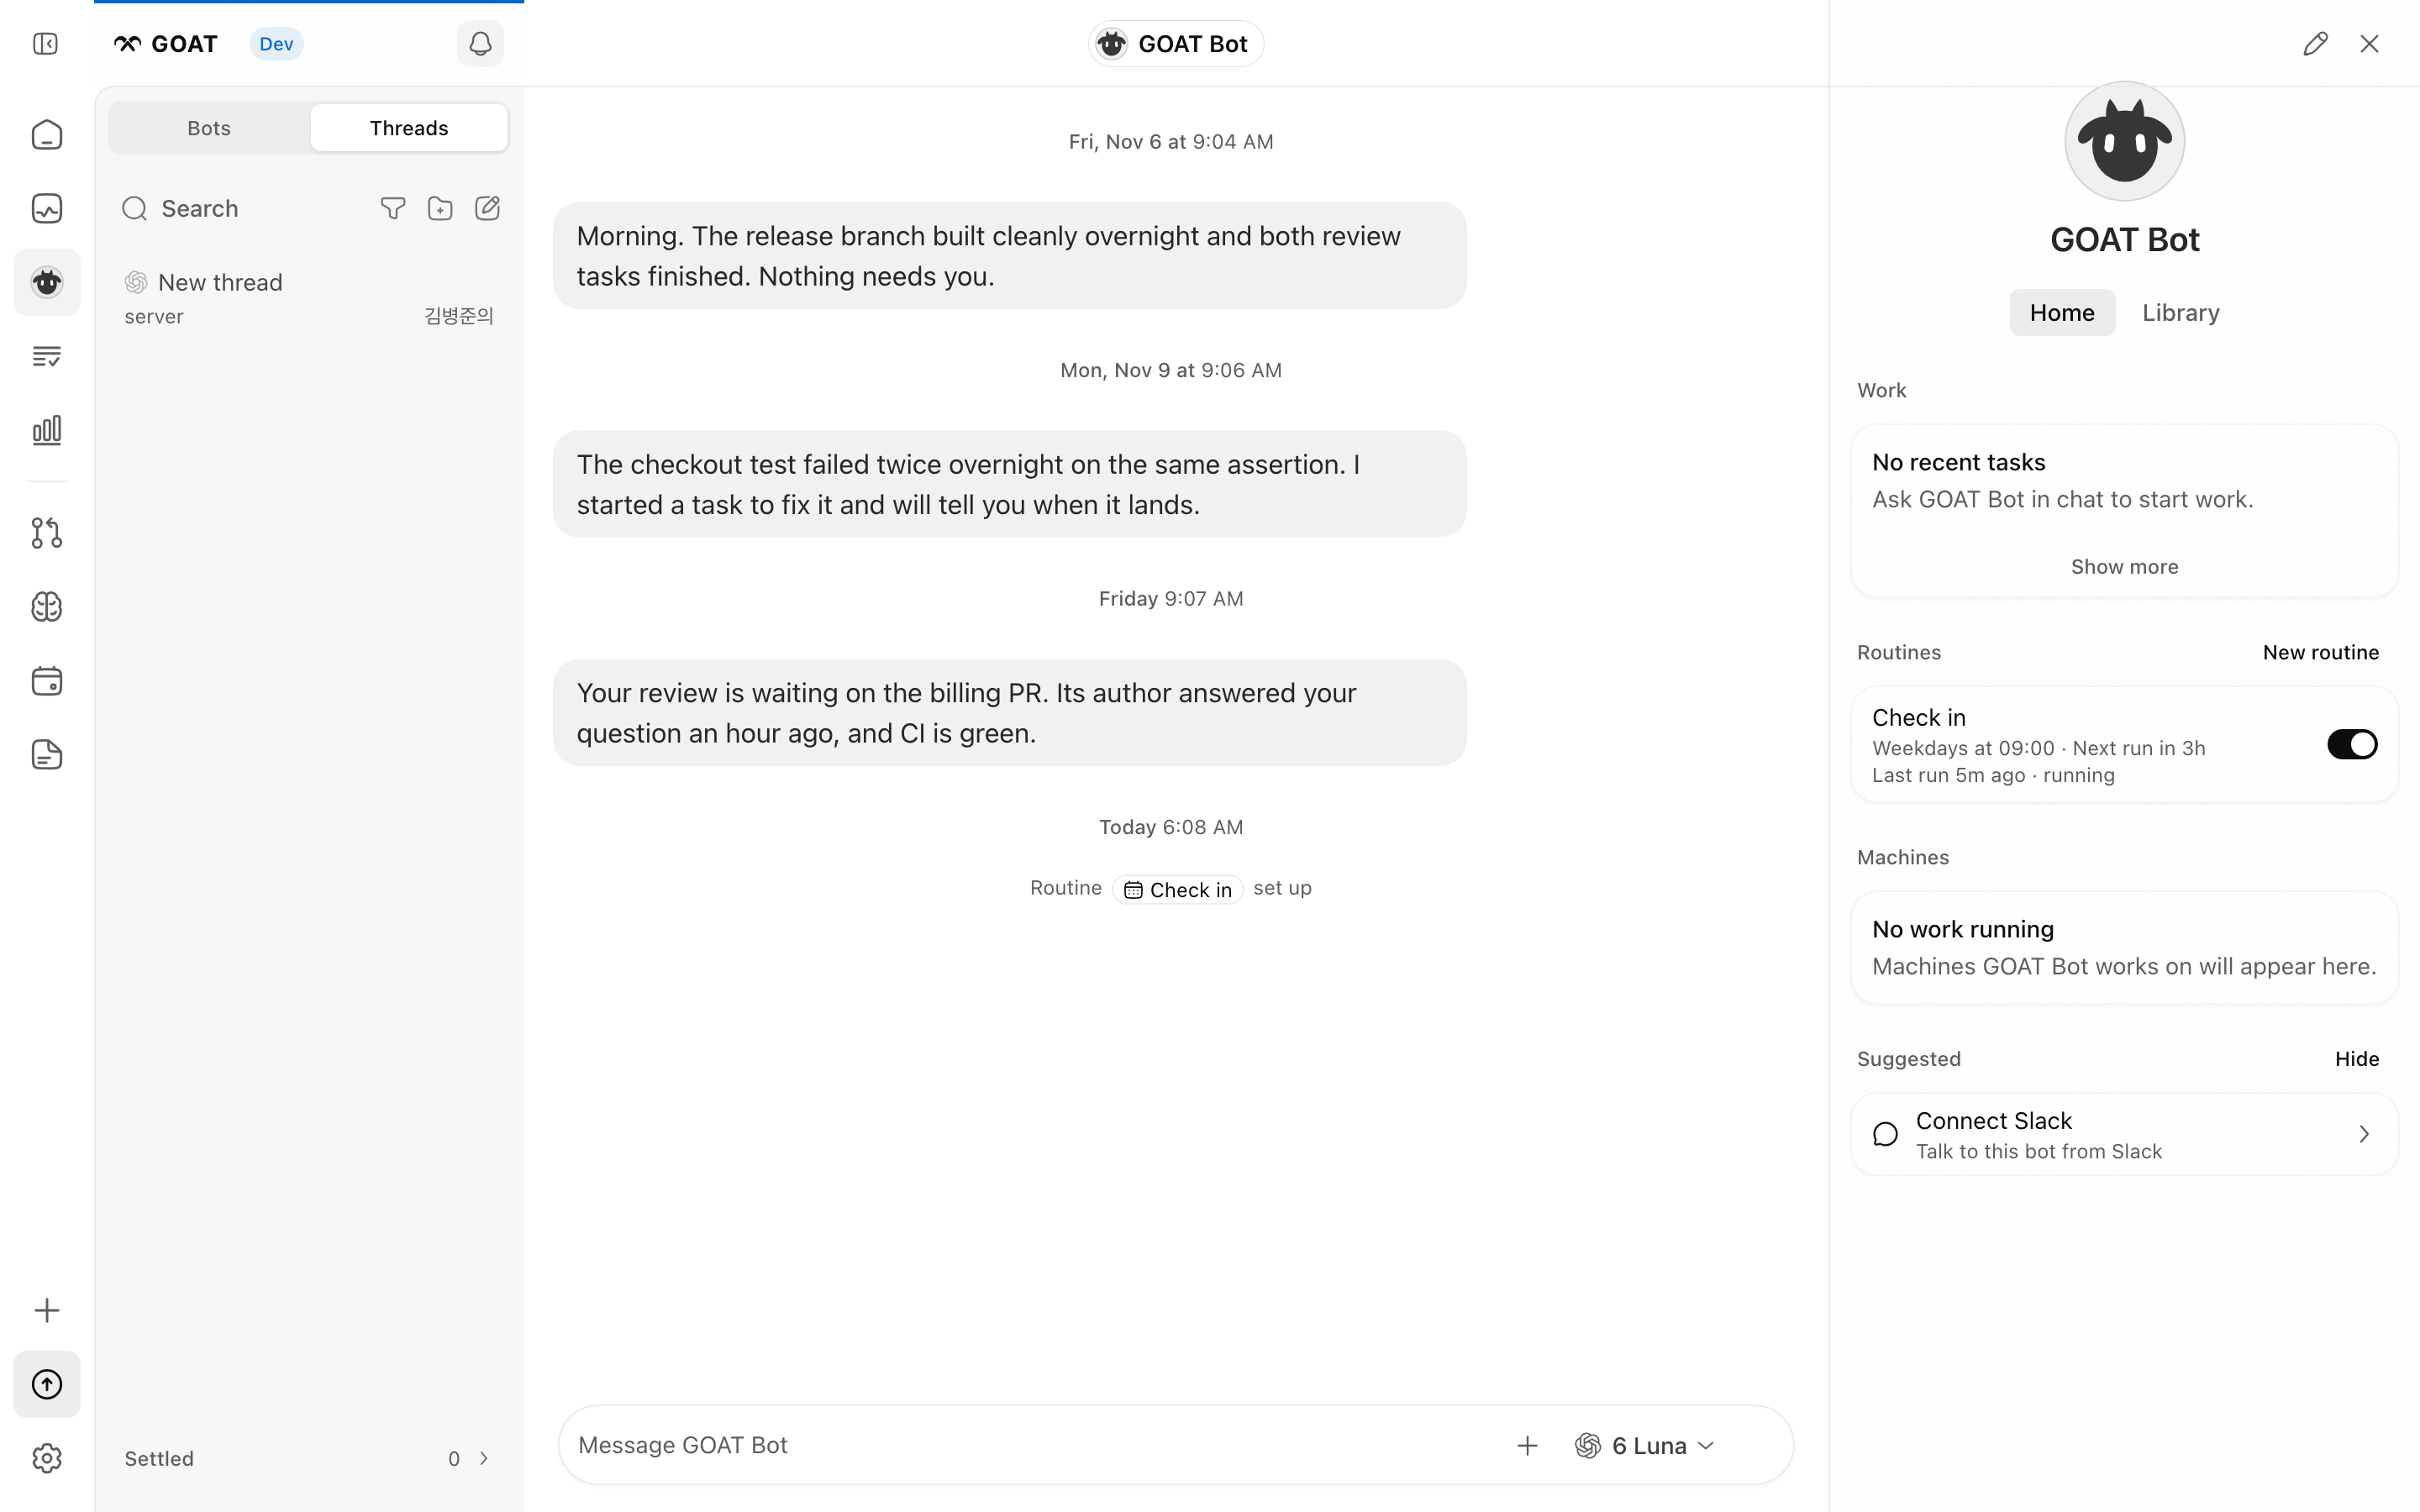 GOAT
Dev
Bots
Threads
Search
New thread
server
김병준의
Settled
0
GOAT Bot
Fri, Nov 6 at 9:04 AM
Morning. The release branch built cleanly overnight and both review
tasks finished. Nothing needs you.
Mon, Nov 9 at 9:06 AM
The checkout test failed twice overnight on the same assertion. I
started a task to fix it and will tell you when it lands.
Friday 9:07 AM
Your review is waiting on the billing PR. Its author answered your
question an hour ago, and CI is green.
Today 6:08 AM
Routine Check in set up
Message GOAT Bot
6 Luna
GOAT Bot
Home
Library
Work
No recent tasks
Ask GOAT Bot in chat to start work.
Show more
Routines
New routine
Check in
Weekdays at 09:00 · Next run in 3h
Last run 5m ago · running
Machines
No work running
Machines GOAT Bot works on will appear here.
Suggested
Hide
Connect Slack
Talk to this bot from Slack